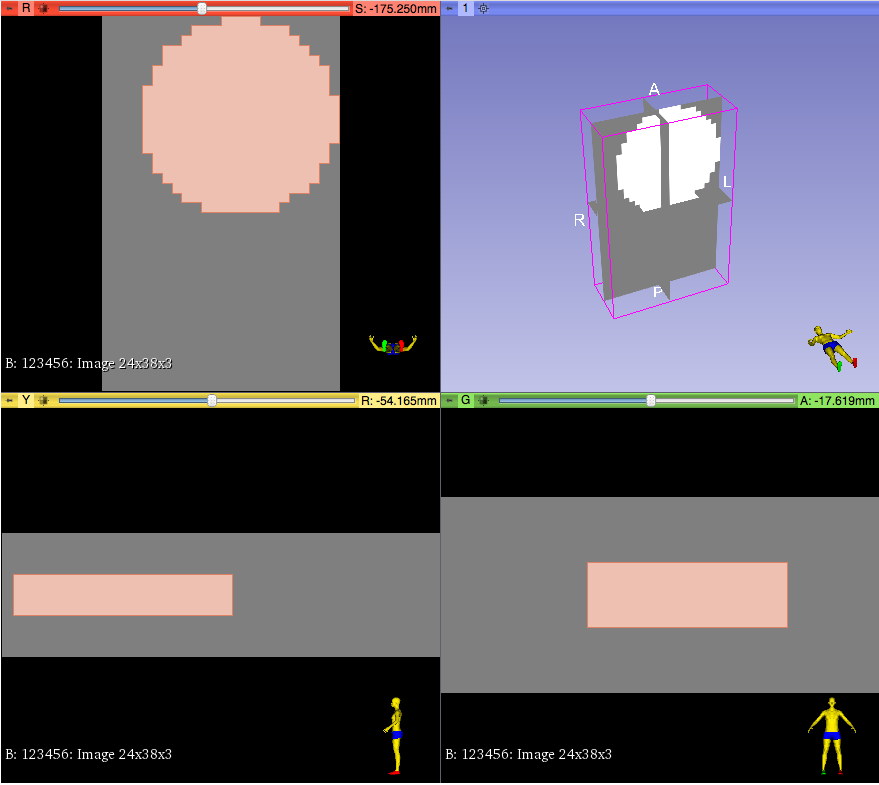 R S: -175.250mm
1
A
L
R
P
B: 123456: Image 24x38x3
Y R: -54.165mm
G A: -17.619mm
B: 123456: Image 24x38x3
B: 123456: Image 24x38x3